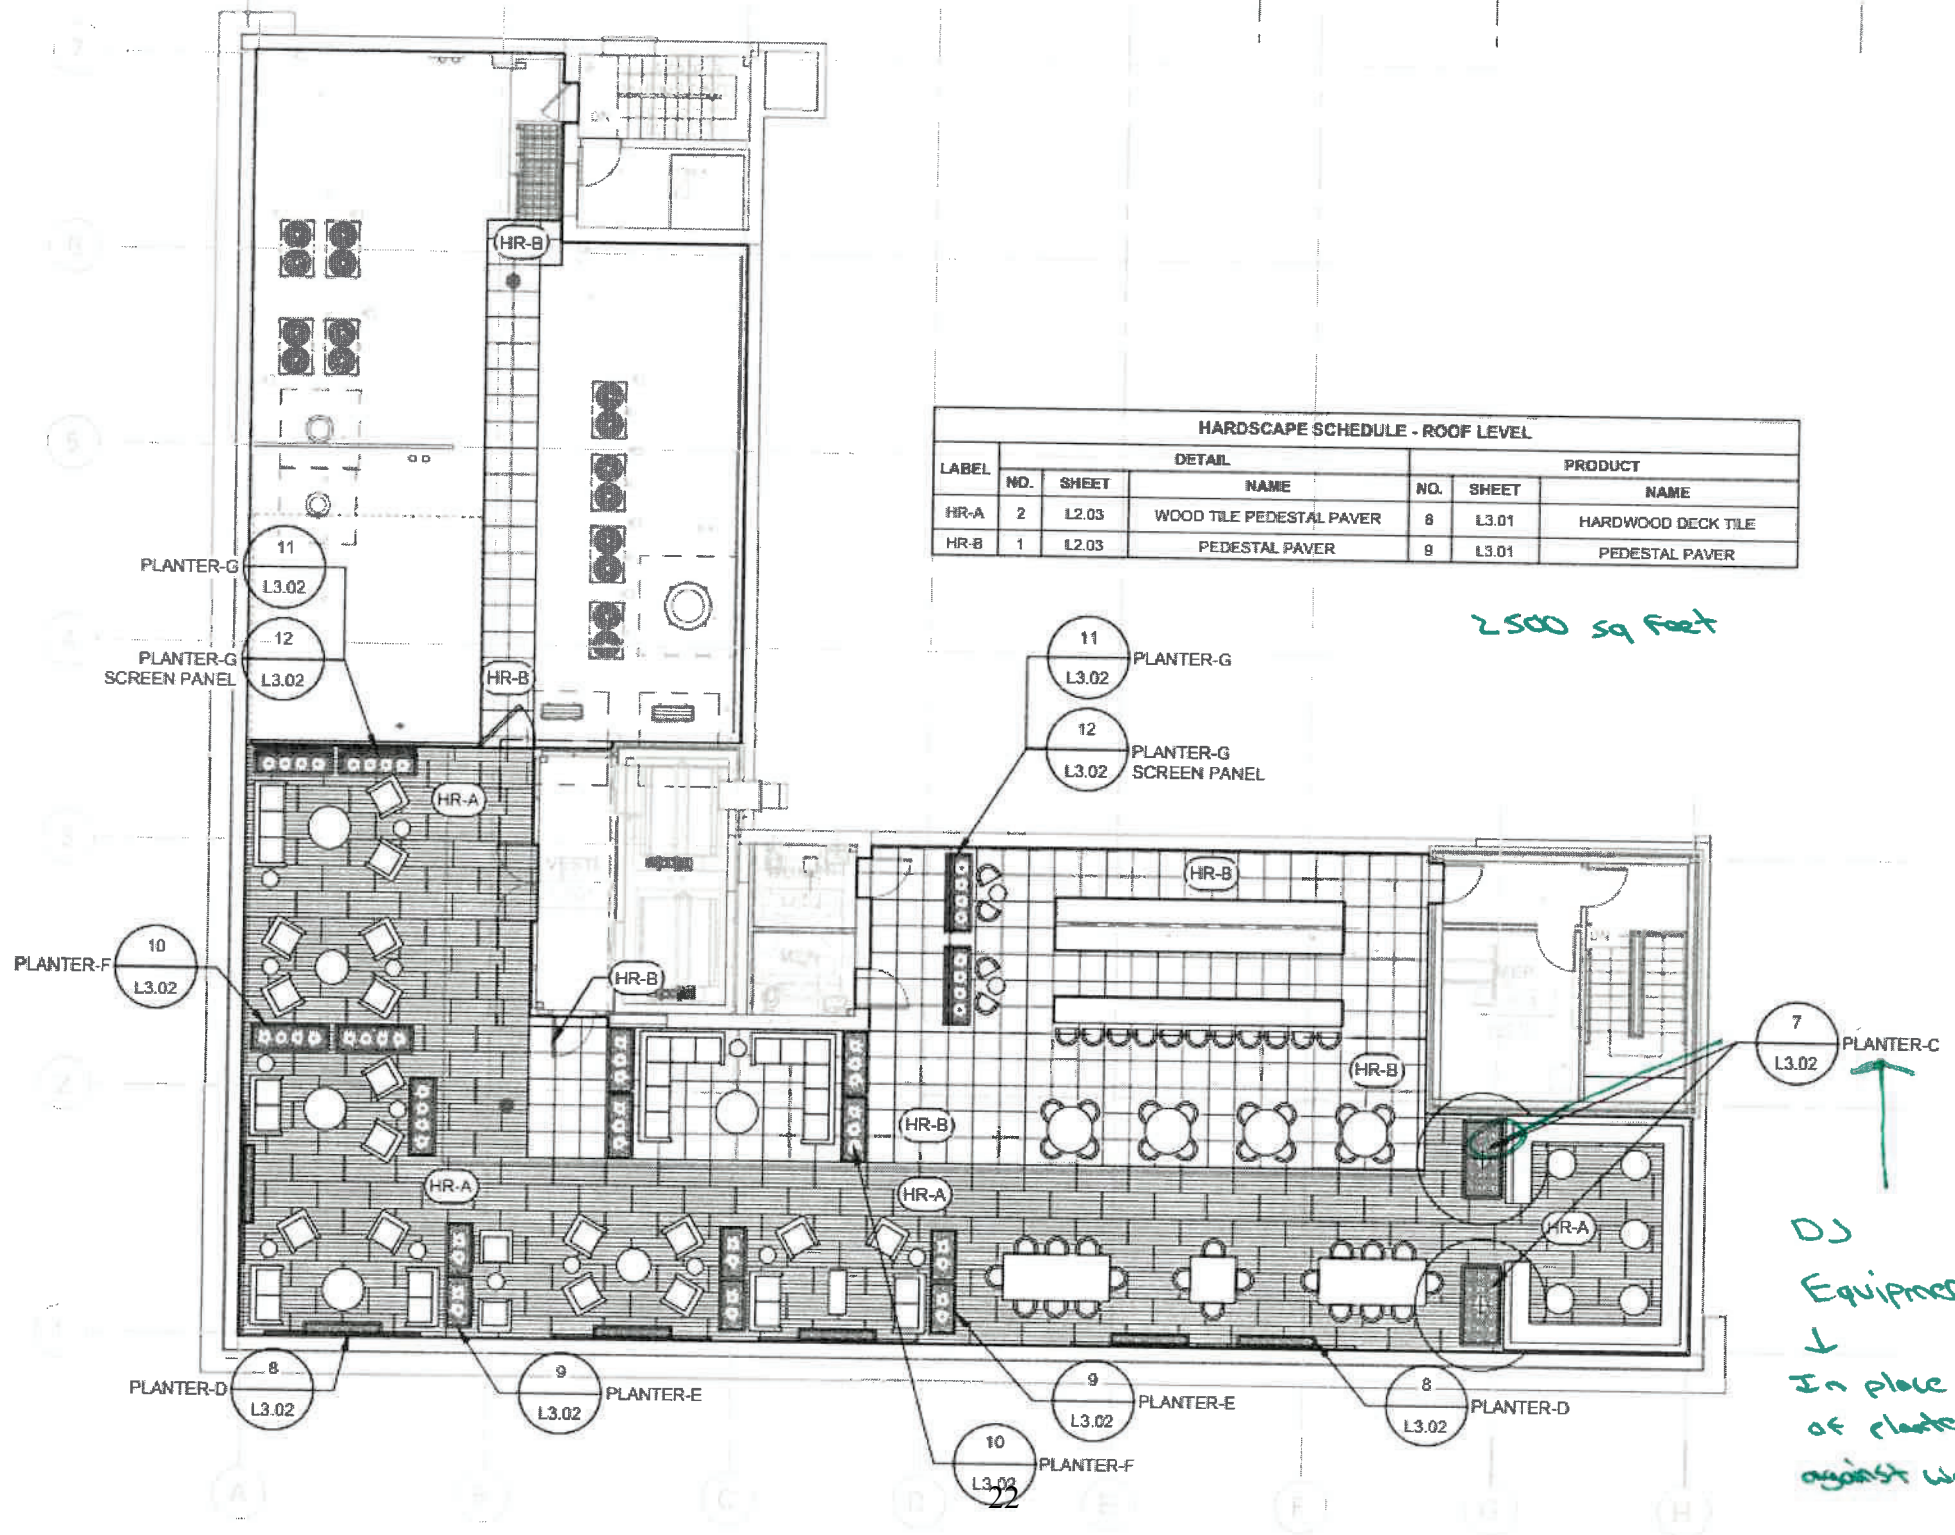 HARDSCAPE SCHEDULE - ROOF LEVEL
LABEL DETAIL PRODUCT
NO. SHEET NAME NO. SHEET NAME
HR-A 2 L2.03 WOOD TILE PEDESTAL PAVER 8 L3.01 HARDWOOD DECK TILE
HR-B 1 L2.03 PEDESTAL PAVER 9 L3.01 PEDESTAL PAVER
2500 sq feet
HR-B
PLANTER-G 11 L3.02
PLANTER-G SCREEN PANEL 12 L3.02
HR-B
11 L3.02 PLANTER-G
12 L3.02 PLANTER-G SCREEN PANEL
HR-A
HR-B
PLANTER-F 10 L3.02
HR-B
HR-B
HR-B
HR-A
HR-A
HR-A
7 L3.02 PLANTER-C
DJ
In place
of
against
PLANTER-D 8 L3.02
9 L3.02 PLANTER-E
9 L3.02 PLANTER-E
8 L3.02 PLANTER-D
10 L3.02 PLANTER-F
22
A
B
C
D
E
F
G
H